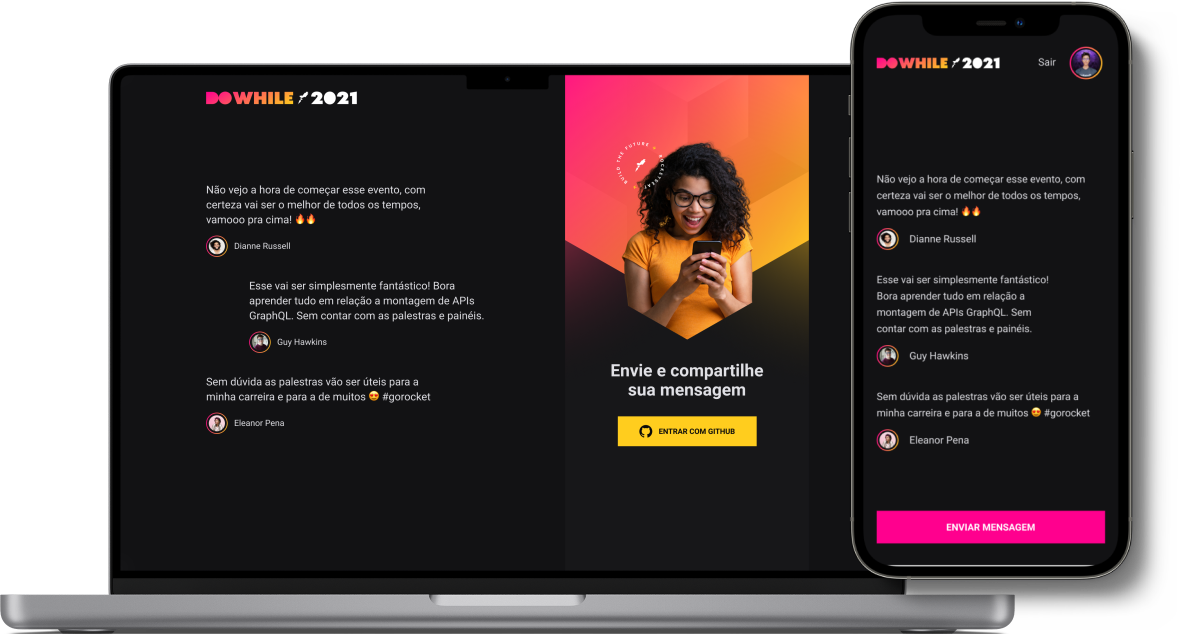 DOWHILE 2021
Não vejo a hora de começar esse evento, com
certeza vai ser o melhor de todos os tempos,
vamooo pra cima! 🔥🔥
Dianne Russell
Esse vai ser simplesmente fantástico! Bora
aprender tudo em relação a montagem de APIs
GraphQL. Sem contar com as palestras e painéis.
Guy Hawkins
Sem dúvida as palestras vão ser úteis para a
minha carreira e para a de muitos 😍 #gorocket
Eleanor Pena
BUILD THE FUTURE ROCKETSEAT
Envie e compartilhe
sua mensagem
ENTRAR COM GITHUB
DOWHILE 2021
Sair
Não vejo a hora de começar esse evento, com
certeza vai ser o melhor de todos os tempos,
vamooo pra cima! 🔥🔥
Dianne Russell
Esse vai ser simplesmente fantástico!
Bora aprender tudo em relação a
montagem de APIs GraphQL. Sem
contar com as palestras e painéis.
Guy Hawkins
Sem dúvida as palestras vão ser úteis para a
minha carreira e para a de muitos 😍 #gorocket
Eleanor Pena
ENVIAR MENSAGEM